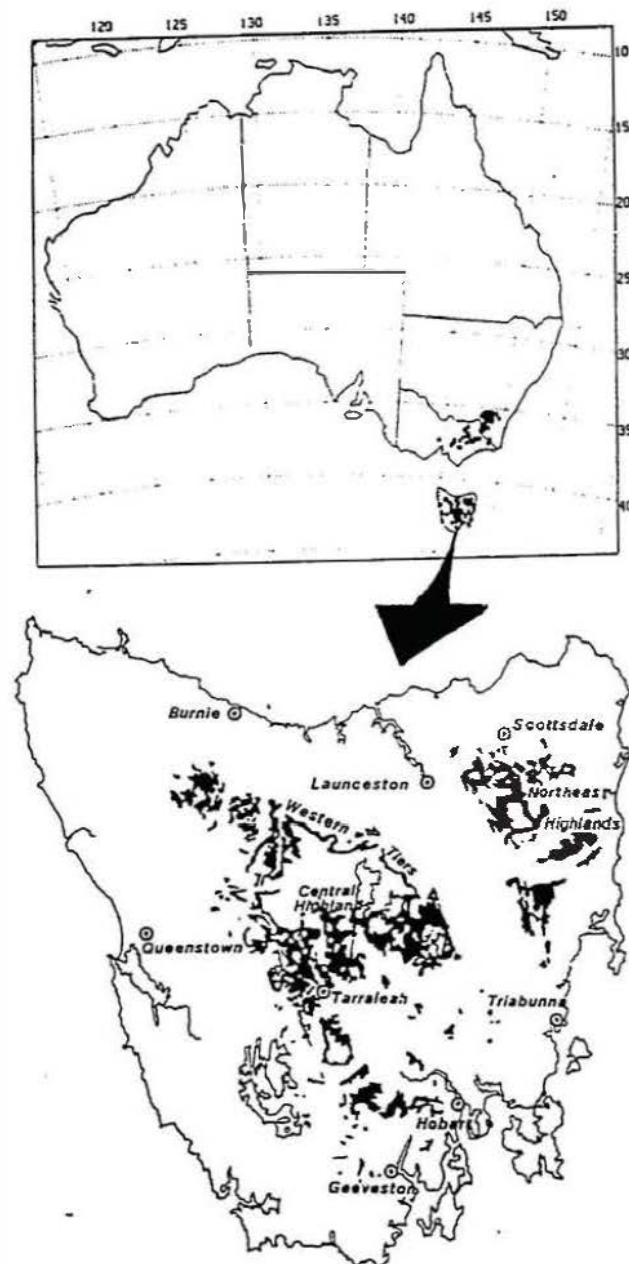 120 125 130 135 140 145 150
10
15
20
25
30
35
40
Burnie
Scottsdale
Launceston
Northeast
Highlands
Western
Tiers
Central
Highland
Queenstown
Tarraleah
Triabunna
Hobart
Geeveston